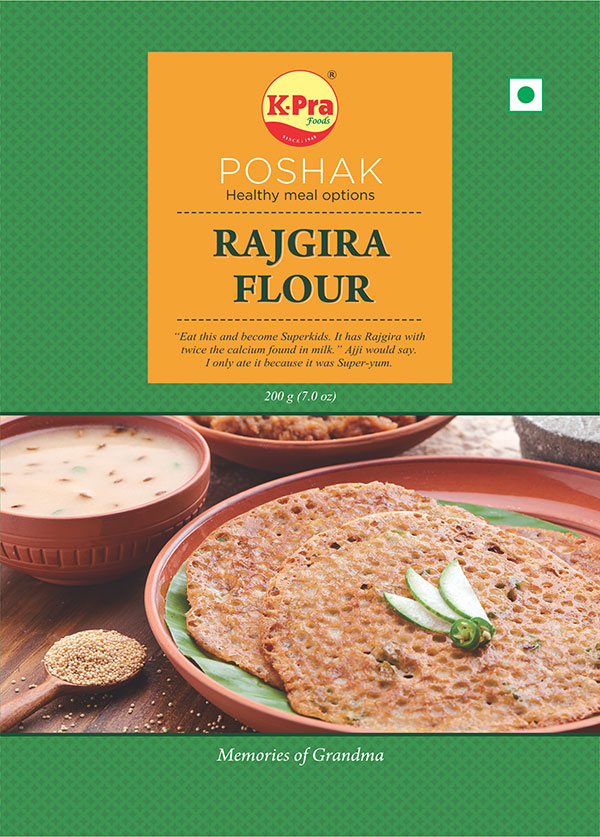 ®
K-Pra
Foods
SINCE : 1949
POSHAK
Healthy meal options
RAJGIRA
FLOUR
“Eat this and become Superkids. It has Rajgira with
twice the calcium found in milk.” Ajji would say.
I only ate it because it was Super-yum.
200 g (7.0 oz)
Memories of Grandma